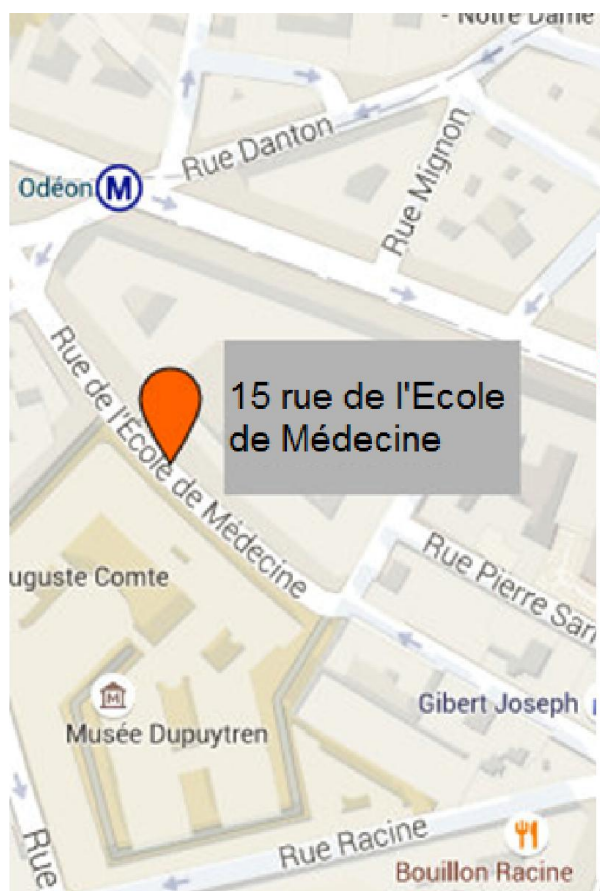 - Notre Dame
Rue Danton
Odéon M
Rue Mignon
15 rue de l'Ecole
de Médecine
Rue de l'École de Médecine
Rue Pierre Sar
uguste Comte
M
Gibert Joseph
Musée Dupuytren
Rue
Rue Racine
Bouillon Racine